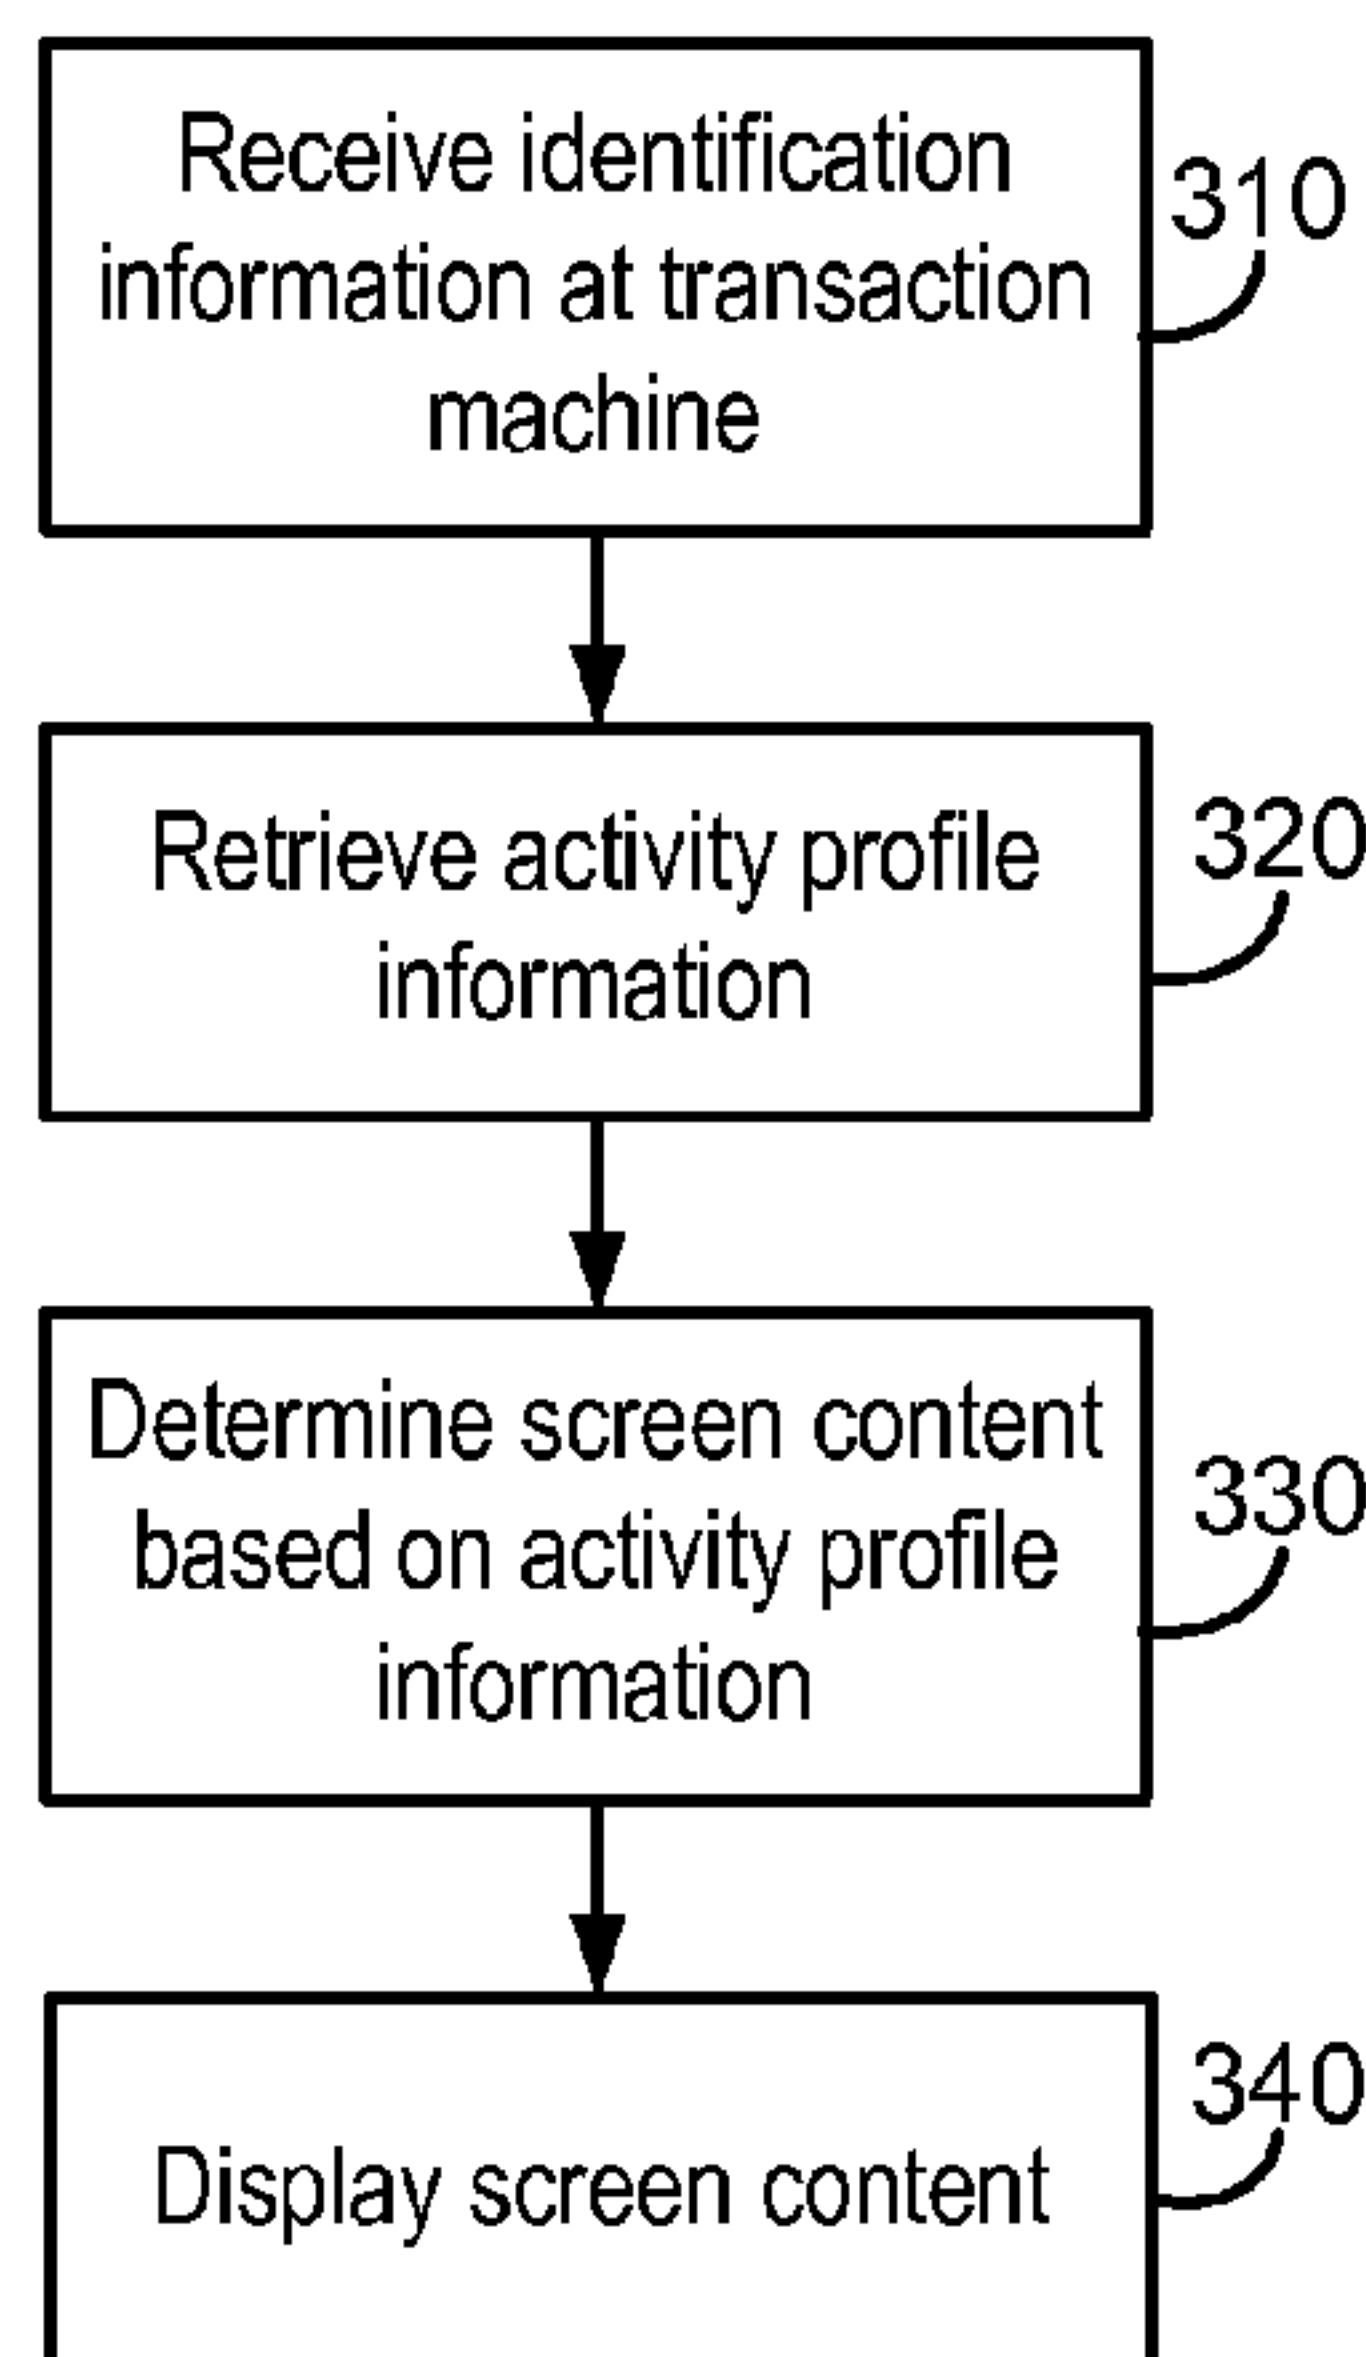 Receive identification
information at transaction
machine
310
Retrieve activity profile
information
320
Determine screen content
based on activity profile
information
330
Display screen content
340